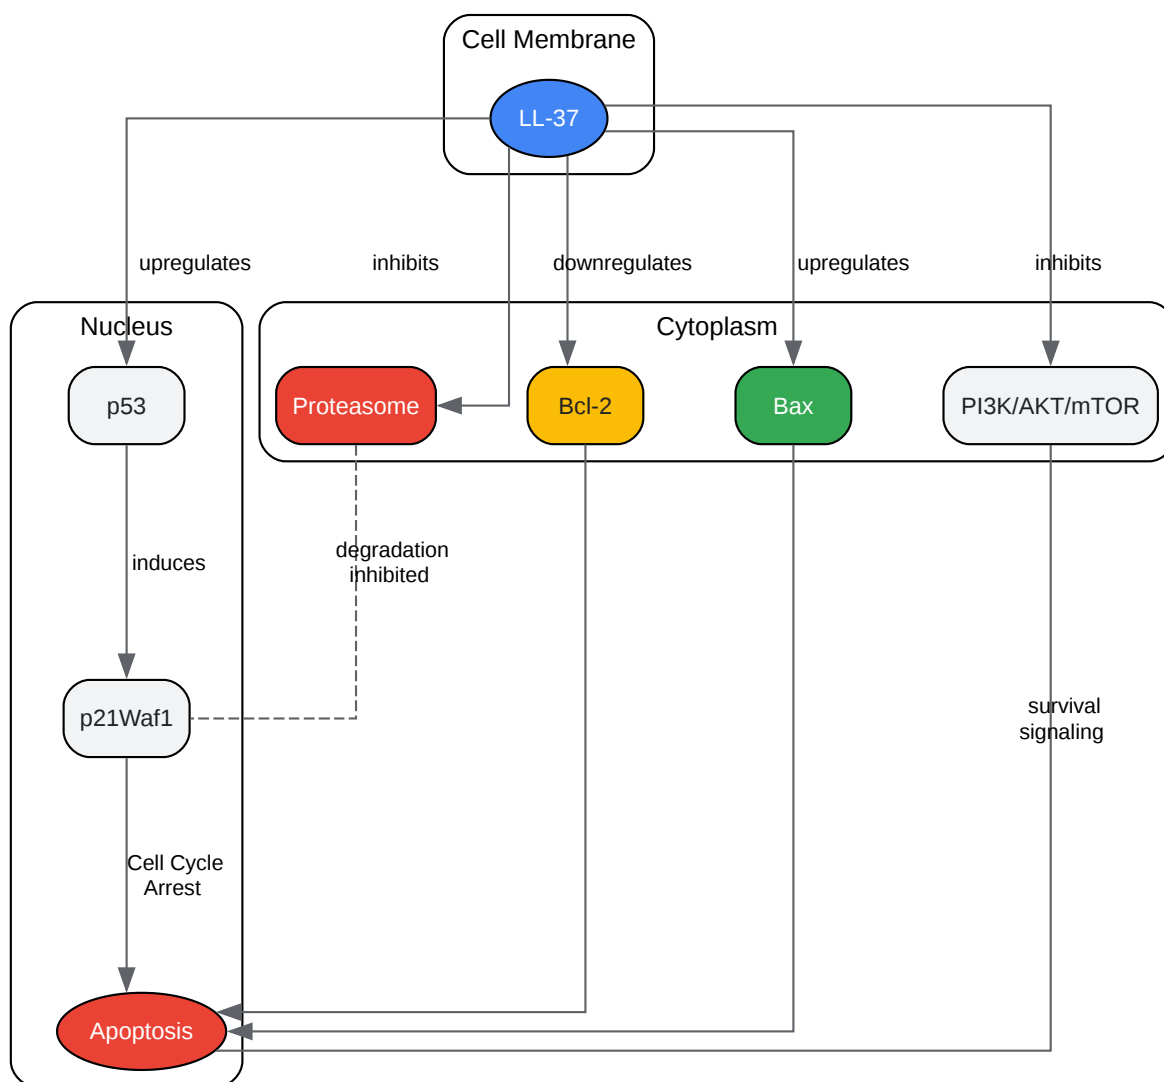 Cell Membrane
LL-37
upregulates
inhibits
downregulates
upregulates
inhibits
Nucleus
Cytoplasm
p53
Proteasome
Bcl-2
Bax
PI3K/AKT/mTOR
degradation
inhibited
induces
survival
signaling
p21Waf1
Cell Cycle
Arrest
Apoptosis